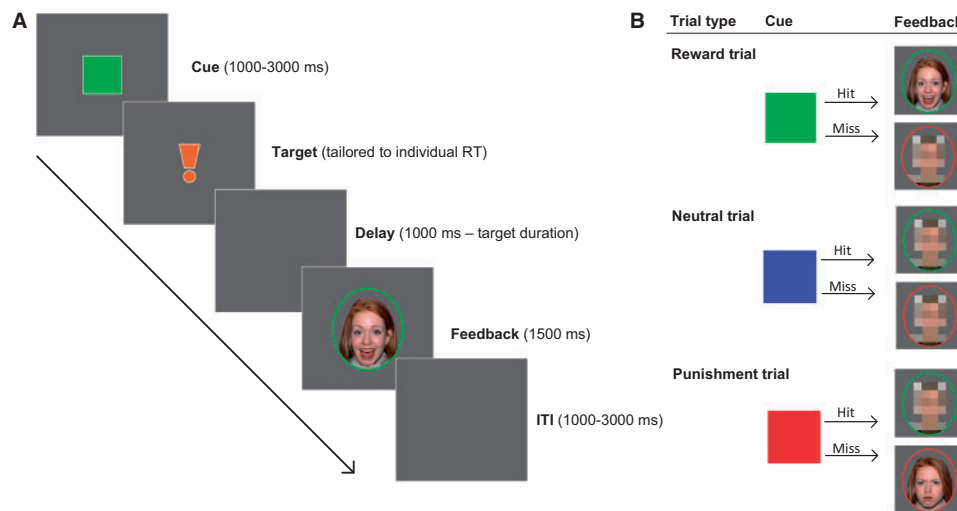 A
Cue (1000-3000 ms)
Target (tailored to individual RT)
Delay (1000 ms – target duration)
Feedback (1500 ms)
ITI (1000-3000 ms)
B
Trial type Cue Feedback
Reward trial
Hit
Miss
Neutral trial
Hit
Miss
Punishment trial
Hit
Miss